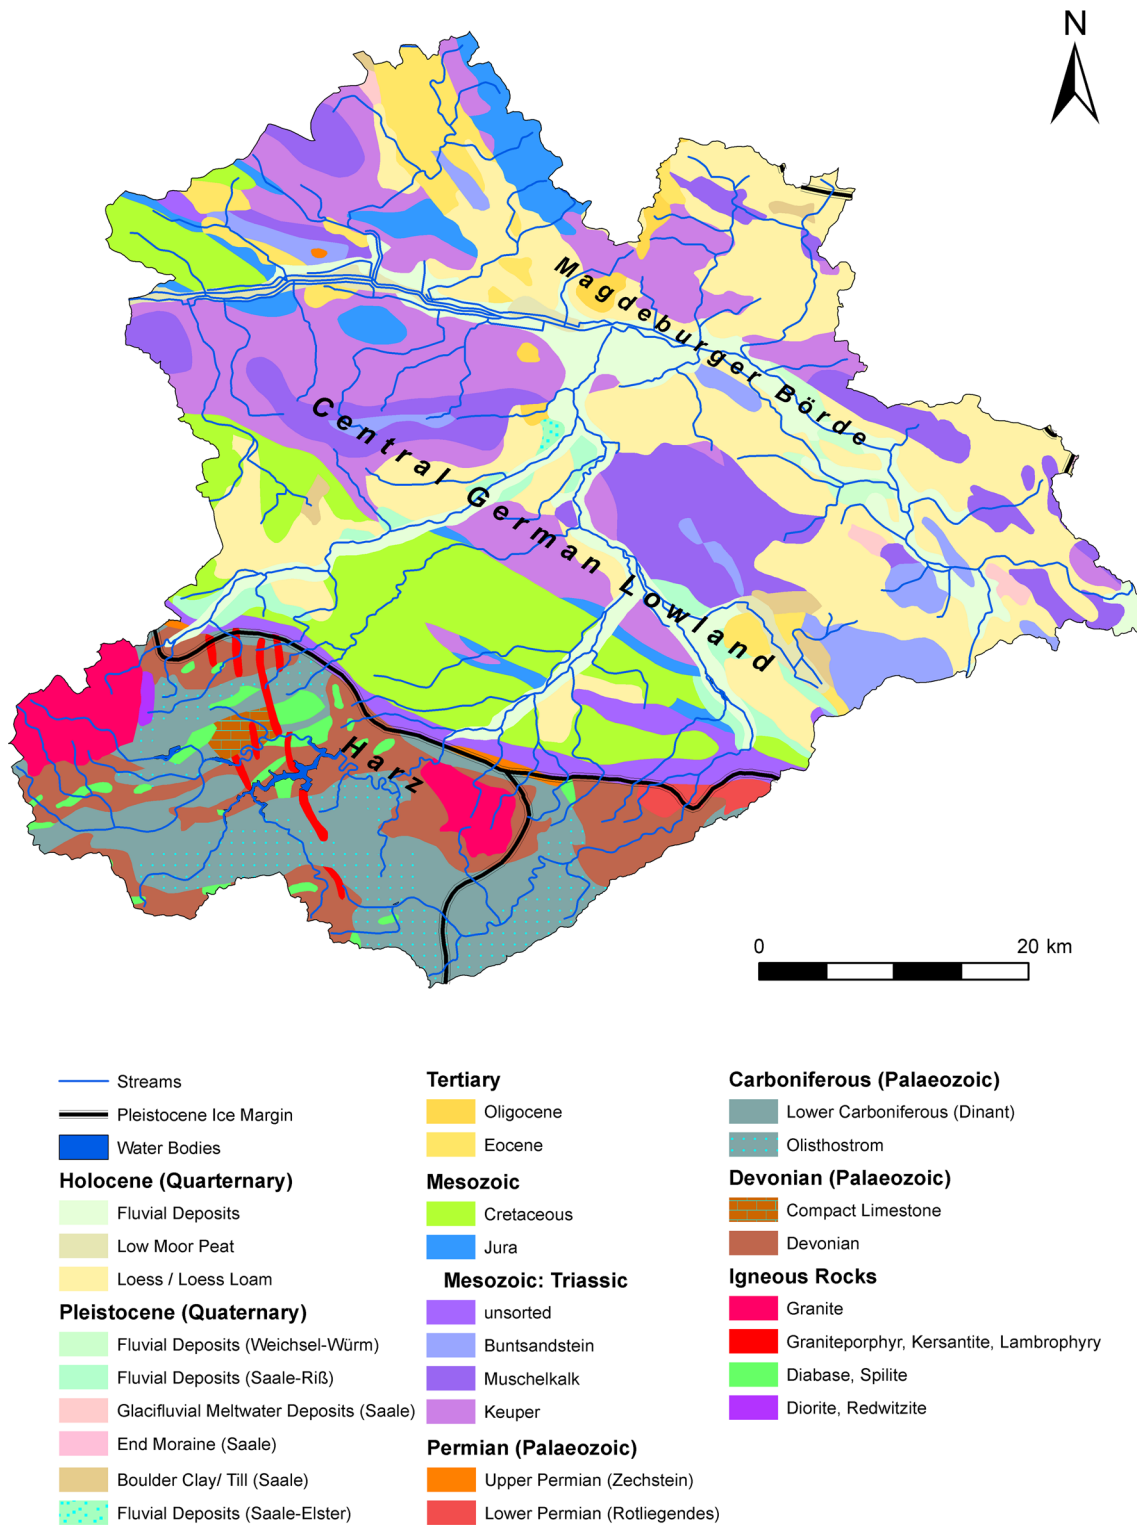 N
Magdeburger Börde
Central German Lowland
Harz
0 20 km
Streams
Pleistocene Ice Margin
Water Bodies
Holocene (Quarternary)
Fluvial Deposits
Low Moor Peat
Loess / Loess Loam
Pleistocene (Quaternary)
Fluvial Deposits (Weichsel-Würm)
Fluvial Deposits (Saale-Riß)
Glacifluvial Meltwater Deposits (Saale)
End Moraine (Saale)
Boulder Clay/ Till (Saale)
Fluvial Deposits (Saale-Elster)
Tertiary
Oligocene
Eocene
Mesozoic
Cretaceous
Jura
Mesozoic: Triassic
unsorted
Buntsandstein
Muschelkalk
Keuper
Permian (Palaeozoic)
Upper Permian (Zechstein)
Lower Permian (Rotliegendes)
Carboniferous (Palaeozoic)
Lower Carboniferous (Dinant)
Olisthostrom
Devonian (Palaeozoic)
Compact Limestone
Devonian
Igneous Rocks
Granite
Graniteporphyr, Kersantite, Lambrophyry
Diabase, Spilite
Diorite, Redwitzite